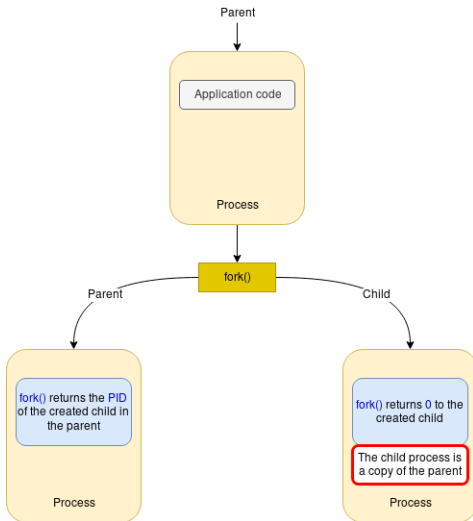 Parent
Application code
Process
fork()
Parent
Child
fork() returns the PID
of the created child in
the parent
Process
fork() returns 0 to the
created child
The child process is
a copy of the parent
Process